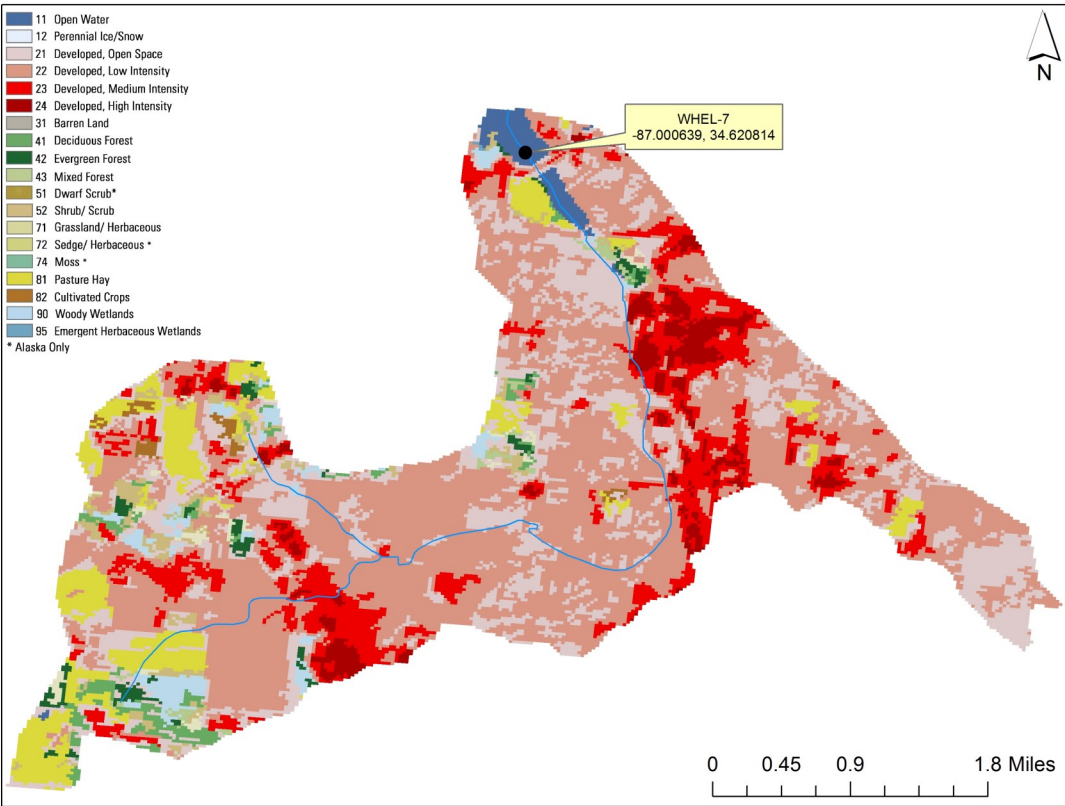 11 Open Water
12 Perennial Ice/Snow
21 Developed, Open Space
22 Developed, Low Intensity
23 Developed, Medium Intensity
24 Developed, High Intensity
31 Barren Land
41 Deciduous Forest
42 Evergreen Forest
43 Mixed Forest
51 Dwarf Scrub*
52 Shrub/ Scrub
71 Grassland/ Herbaceous
72 Sedge/ Herbaceous *
74 Moss *
81 Pasture Hay
82 Cultivated Crops
90 Woody Wetlands
95 Emergent Herbaceous Wetlands
* Alaska Only
N
WHEL-7
-87.000639, 34.620814
0 0.45 0.9 1.8 Miles